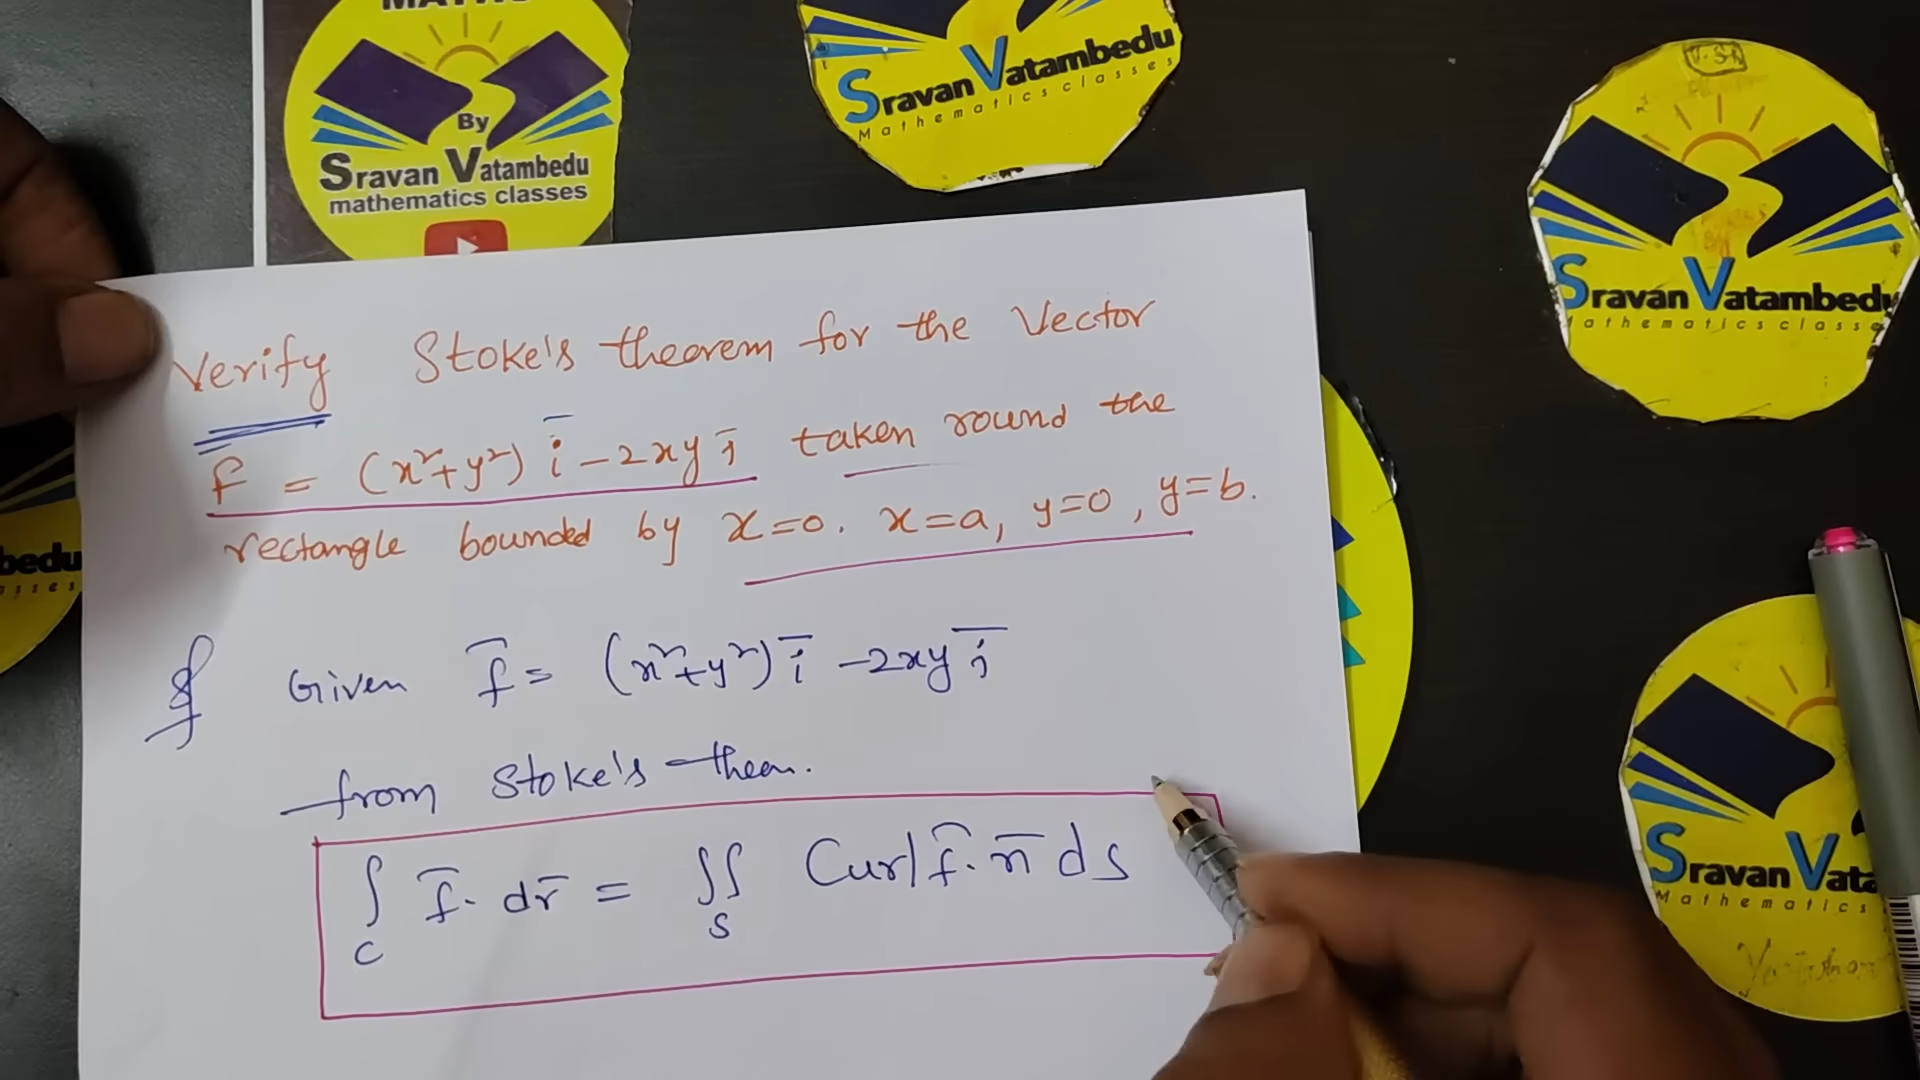 MATHS
By
Sravan Vatambedu
mathematics classes
Sravan Vatambedu
Mathematics classes
Sravan Vatambedu
Mathematics classes
bedu
sses
Verify Stoke's theorem for the Vector
F = (x²+y²) i̅ - 2xy j̅ taken round the
rectangle bounded by x=0. x=a, y=0, y=b.
Given f̅ = (x²+y²) i̅ - 2xy j̅
from Stoke's theon.
∫ f̅. dr̅ = ∬ Curl f̅. n̅ ds
C S
Sravan Vata
Mathematics